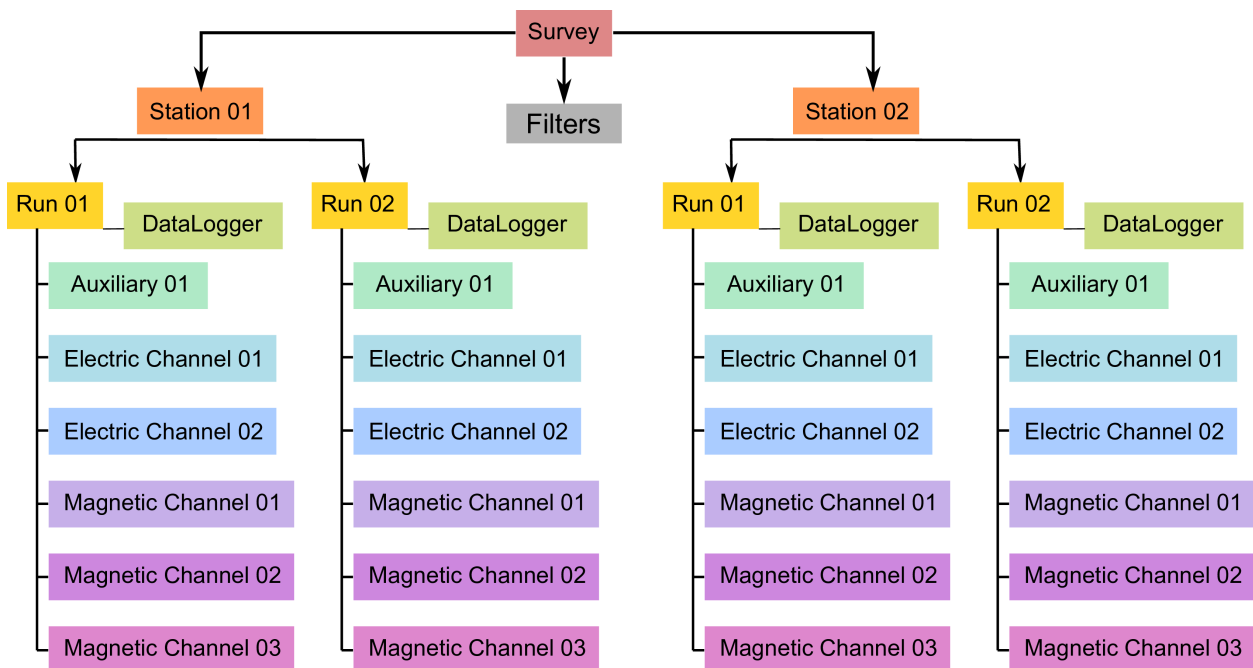 Survey
Station 01
Filters
Station 02
Run 01
DataLogger
Auxiliary 01
Electric Channel 01
Electric Channel 02
Magnetic Channel 01
Magnetic Channel 02
Magnetic Channel 03
Run 02
DataLogger
Auxiliary 01
Electric Channel 01
Electric Channel 02
Magnetic Channel 01
Magnetic Channel 02
Magnetic Channel 03
Run 01
DataLogger
Auxiliary 01
Electric Channel 01
Electric Channel 02
Magnetic Channel 01
Magnetic Channel 02
Magnetic Channel 03
Run 02
DataLogger
Auxiliary 01
Electric Channel 01
Electric Channel 02
Magnetic Channel 01
Magnetic Channel 02
Magnetic Channel 03